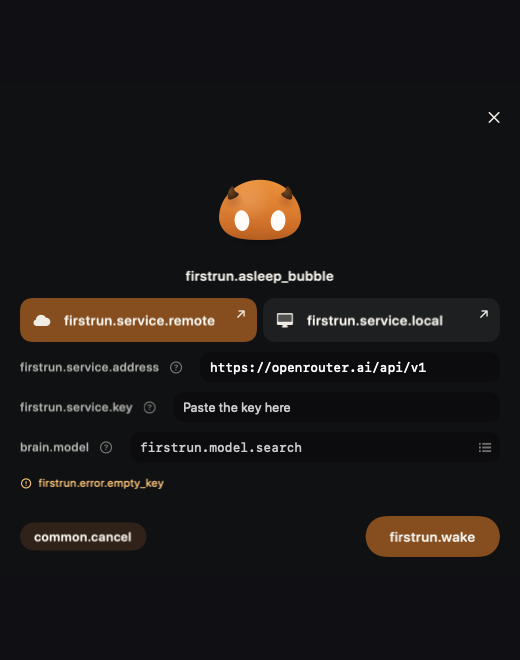 firstrun.asleep_bubble
firstrun.service.remote
firstrun.service.local
firstrun.service.address
https://openrouter.ai/api/v1
firstrun.service.key
Paste the key here
brain.model
firstrun.model.search
firstrun.error.empty_key
common.cancel
firstrun.wake